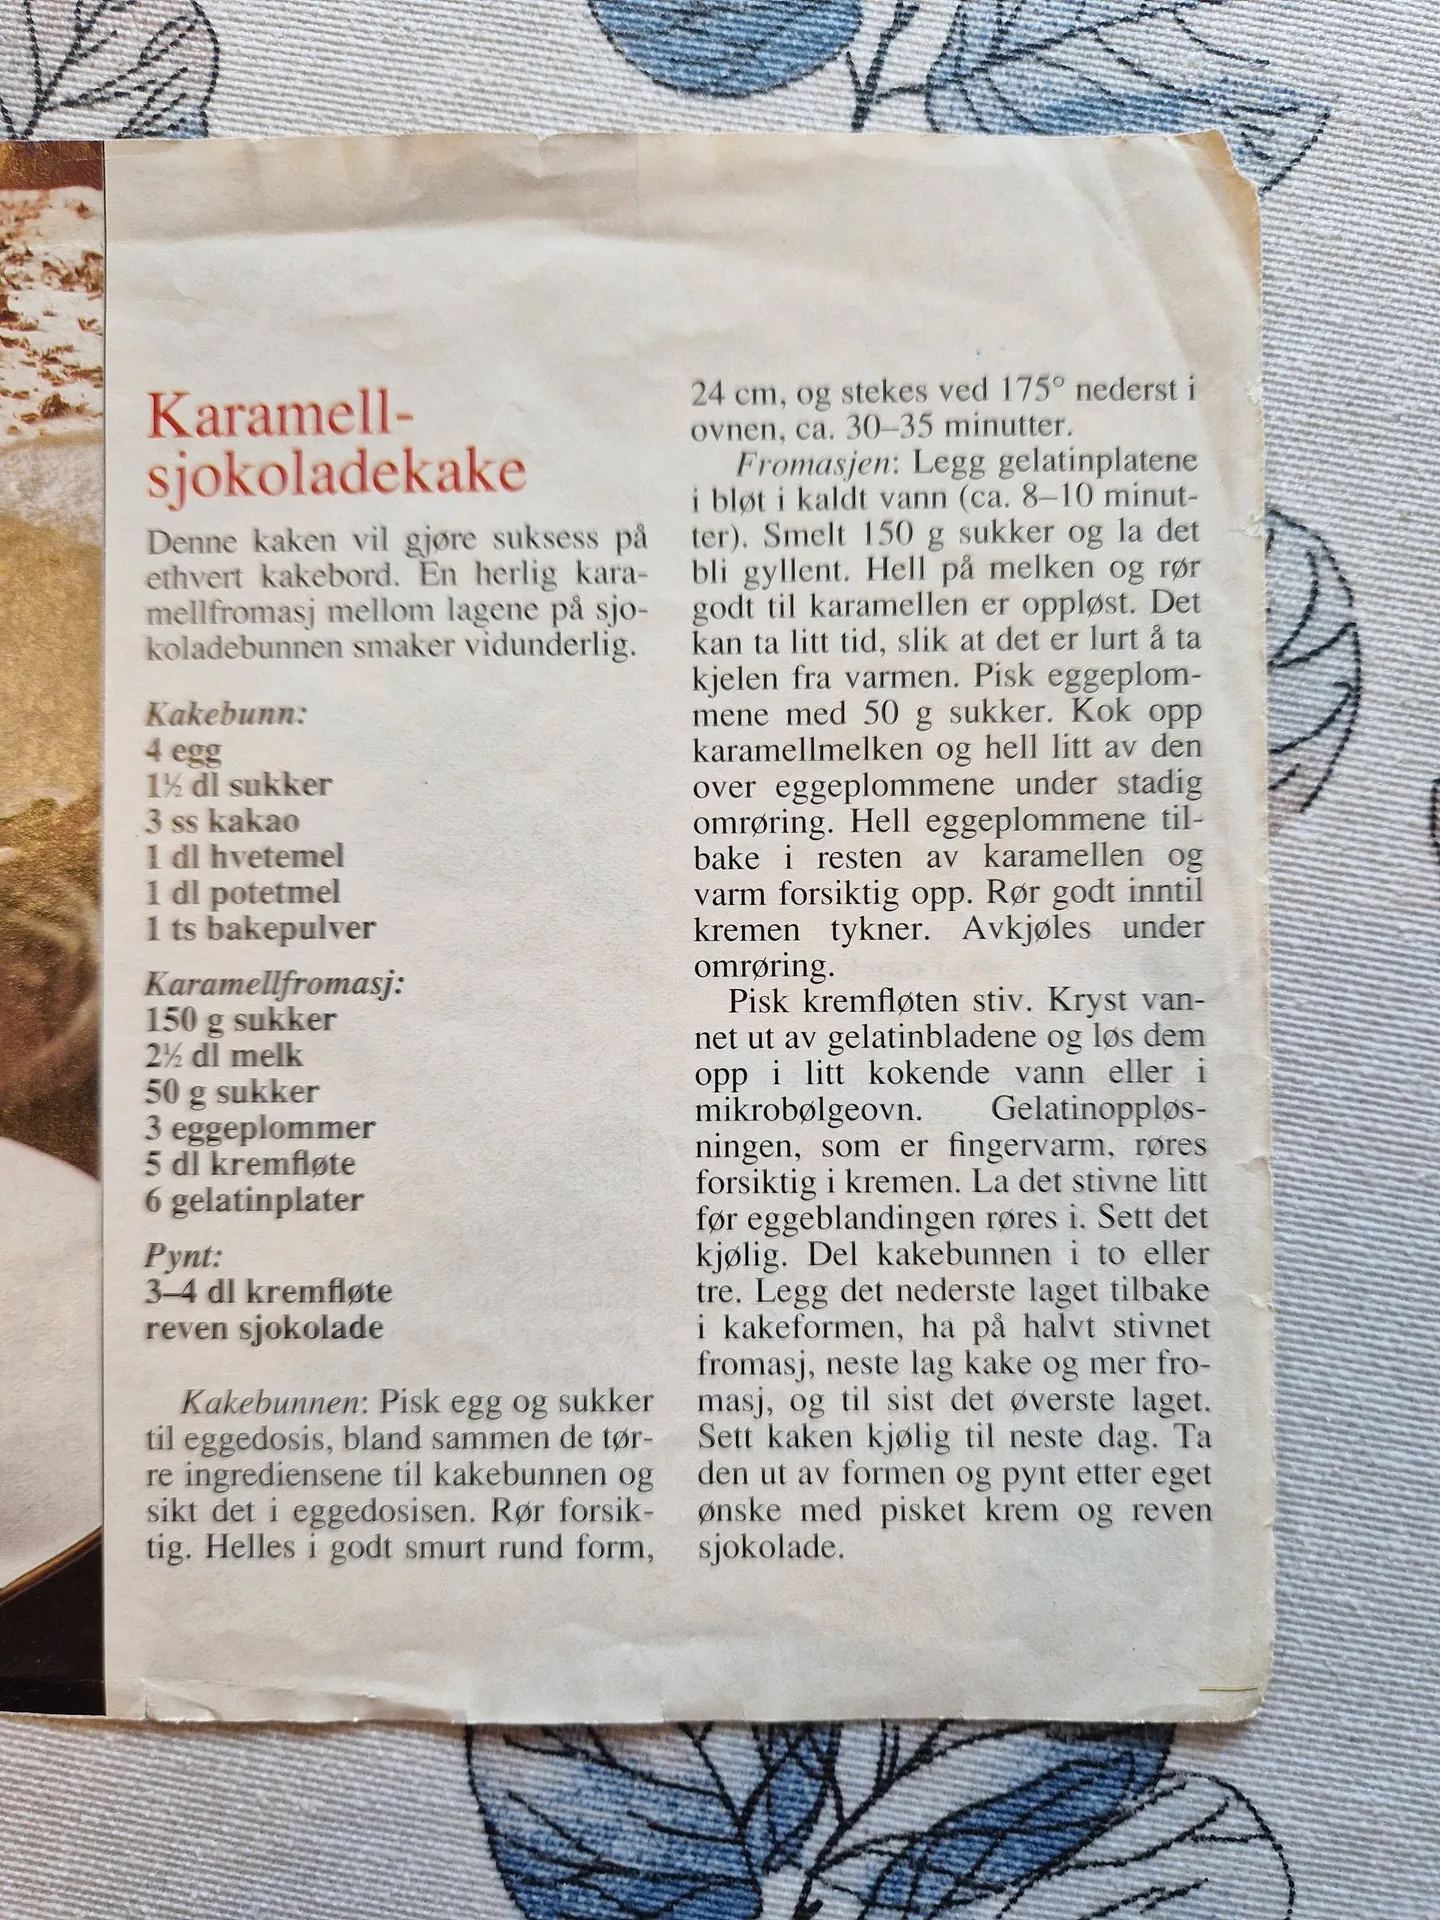 Karamell-
sjokoladekake
Denne kaken vil gjøre suksess på
ethvert kakebord. En herlig kara-
mellfromasj mellom lagene på sjo-
koladebunnen smaker vidunderlig.
Kakebunn:
4 egg
1½ dl sukker
3 ss kakao
1 dl hvetemel
1 dl potetmel
1 ts bakepulver
Karamellfromasj:
150 g sukker
2½ dl melk
50 g sukker
3 eggeplommer
5 dl kremfløte
6 gelatinplater
Pynt:
3–4 dl kremfløte
reven sjokolade
Kakebunnen: Pisk egg og sukker
til eggedosis, bland sammen de tør-
re ingrediensene til kakebunnen og
sikt det i eggedosisen. Rør forsik-
tig. Helles i godt smurt rund form,
24 cm, og stekes ved 175° nederst i
ovnen, ca. 30–35 minutter.
Fromasjen: Legg gelatinplatene
i bløt i kaldt vann (ca. 8–10 minut-
ter). Smelt 150 g sukker og la det
bli gyllent. Hell på melken og rør
godt til karamellen er oppløst. Det
kan ta litt tid, slik at det er lurt å ta
kjelen fra varmen. Pisk eggeplom-
mene med 50 g sukker. Kok opp
karamellmelken og hell litt av den
over eggeplommene under stadig
omrøring. Hell eggeplommene til-
bake i resten av karamellen og
varm forsiktig opp. Rør godt inntil
kremen tykner. Avkjøles under
omrøring.
Pisk kremfløten stiv. Kryst van-
net ut av gelatinbladene og løs dem
opp i litt kokende vann eller i
mikrobølgeovn. Gelatinoppløs-
ningen, som er fingervarm, røres
forsiktig i kremen. La det stivne litt
før eggeblandingen røres i. Sett det
kjølig. Del kakebunnen i to eller
tre. Legg det nederste laget tilbake
i kakeformen, ha på halvt stivnet
fromasj, neste lag kake og mer fro-
masj, og til sist det øverste laget.
Sett kaken kjølig til neste dag. Ta
den ut av formen og pynt etter eget
ønske med pisket krem og reven
sjokolade.